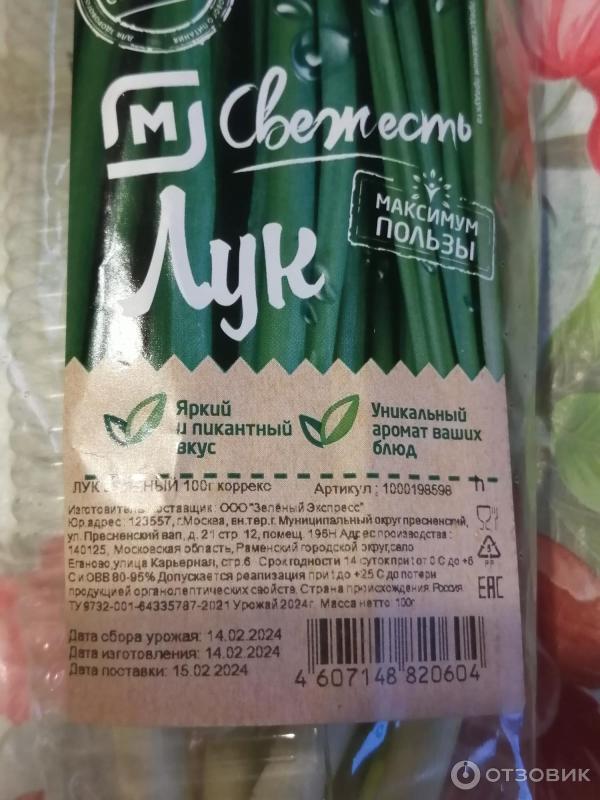 М Свежесть
МАКСИМУМ
ПОЛЬЗЫ
Лук
Яркий
и пикантный
вкус
Уникальный
аромат ваших
блюд
ЛУК ЗЕЛЕНЫЙ 100г коррекс Артикул : 1000198598
Изготовитель поставщик: ООО "Зелёный Экспресс"
Юр.адрес: 123557, г.Москва, вн.тер.г. Муниципальный округ пресненский,
ул. Пресненский вал, д. 21 стр. 12, помещ. 196Н Адрес производства :
140125, Московская область, Раменский городской округ,село
Еганово,улица Карьерная, стр.6 Срок годности 14 суток при t от 0 С до +6
С и ОВВ 80-95% Допускается реализация при t до +25 С до потери
продукцией органолептических свойств. Страна происхождения: Россия
ТУ 9732-001-64335787-2021 Урожай 2024г. Масса нетто: 100г
PP
EAC
Дата сбора урожая: 14.02.2024
Дата изготовления: 14.02.2024
Дата поставки: 15.02.2024
4 607148 820604
ОТЗОВИК